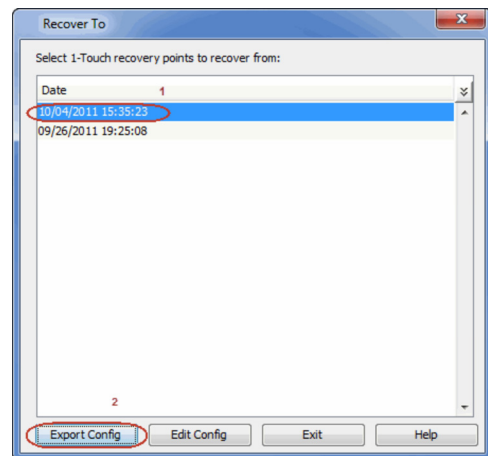 Recover To
Select 1-Touch recovery points to recover from:
Date 1
10/04/2011 15:35:23
09/26/2011 19:25:08
2
Export Config Edit Config Exit Help